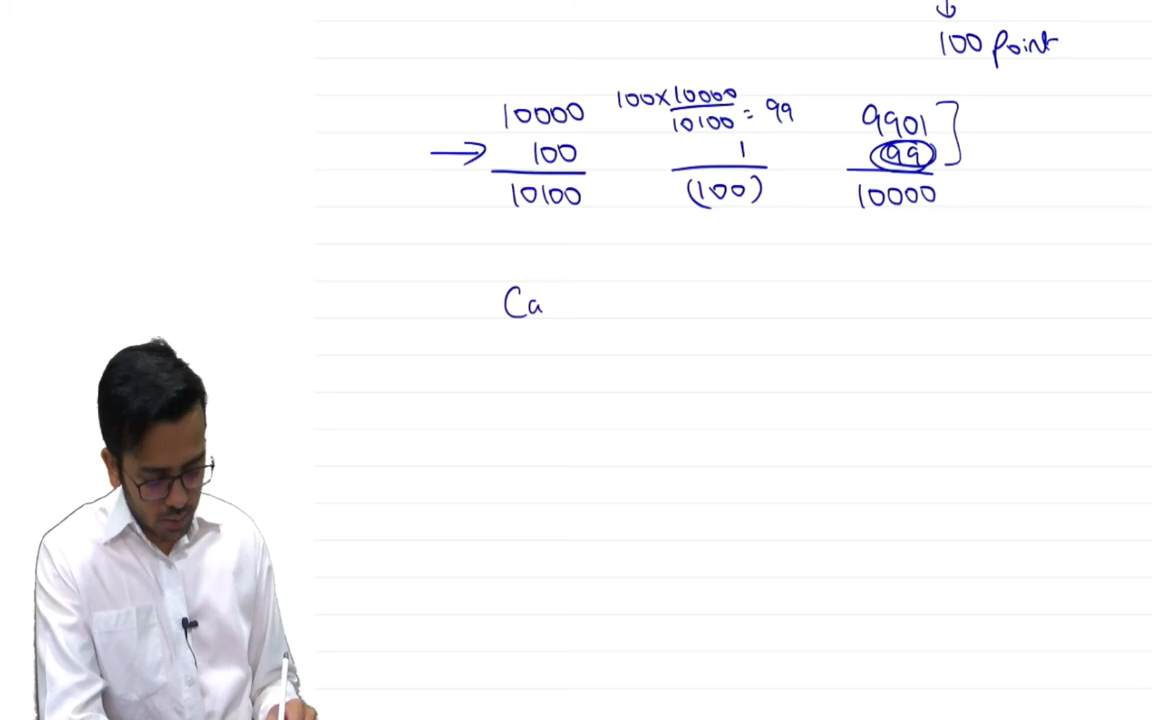 100 point
10000 100×10000/10100 = 99 9901
→ 100 1 99
10100 (100) 10000
Ca